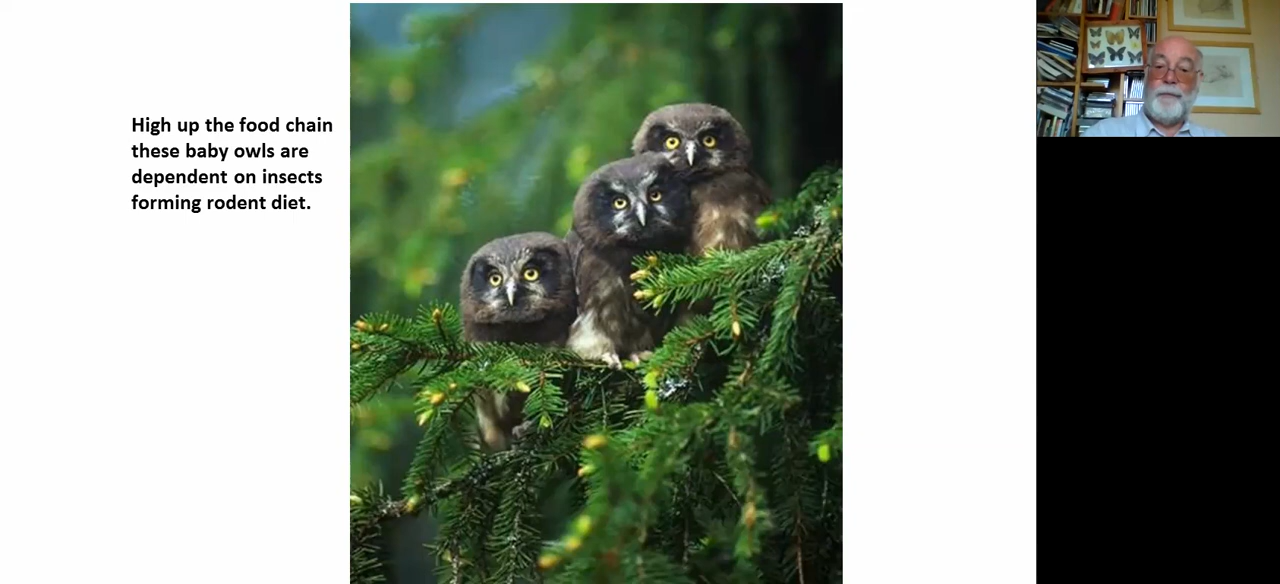 High up the food chain
these baby owls are
dependent on insects
forming rodent diet.